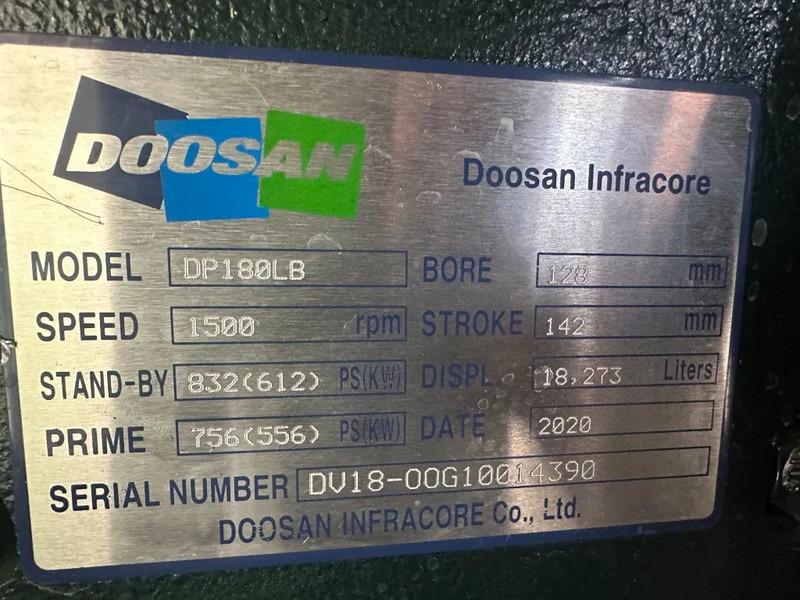 DOOSAN
Doosan Infracore
MODEL DP180LB BORE 128 mm
SPEED 1500 rpm STROKE 142 mm
STAND-BY 832(612) PS(KW) DISPL. 18,273 Liters
PRIME 756(556) PS(KW) DATE 2020
SERIAL NUMBER DV18-OOG10014390
DOOSAN INFRACORE Co., Ltd.